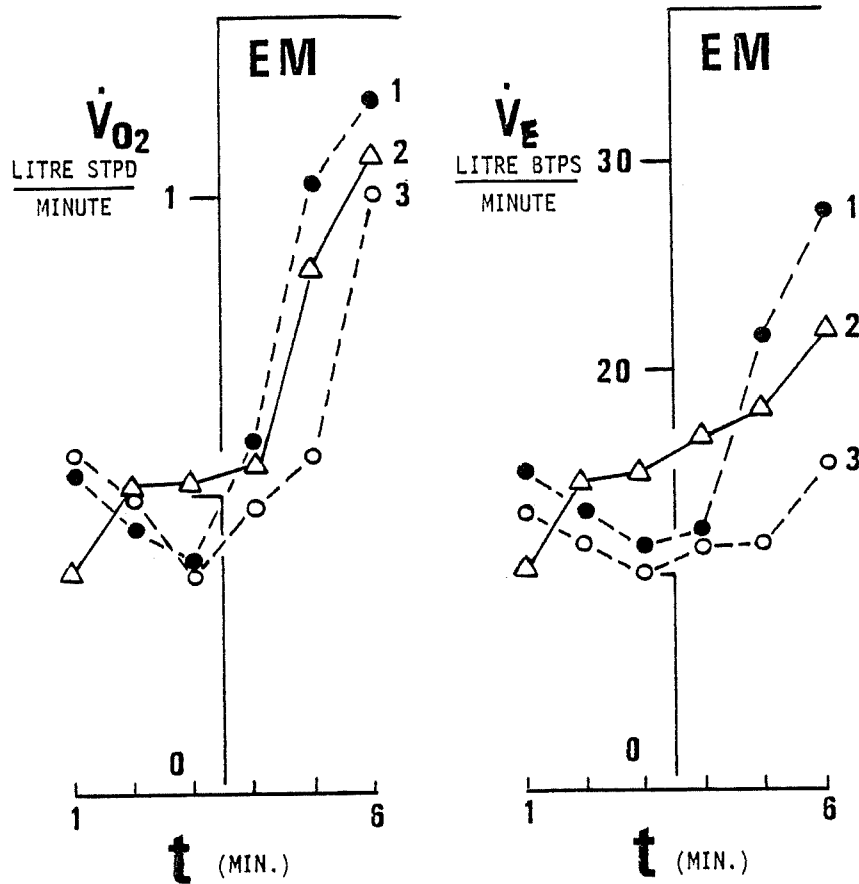 EM
V̇O2
LITRE STPD
MINUTE
1
1
2
3
0
1
6
t (MIN.)
EM
V̇E
LITRE BTPS
MINUTE
30
20
1
2
3
0
1
6
t (MIN.)